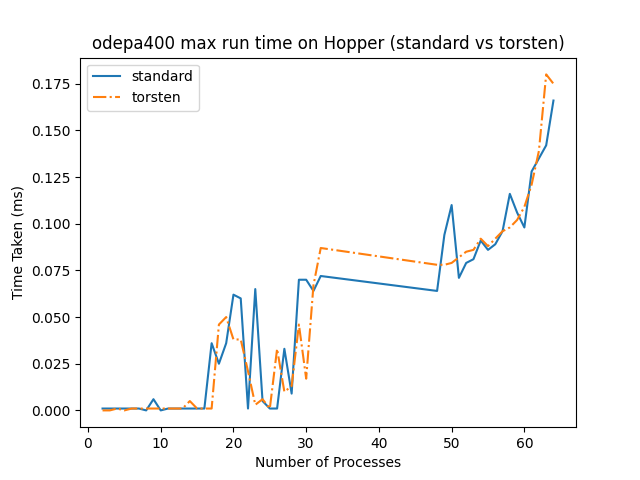 odepa400 max run time on Hopper (standard vs torsten)
standard
torsten
0.175
0.150
0.125
0.100
0.075
0.050
0.025
0.000
Time Taken (ms)
0 10 20 30 40 50 60
Number of Processes